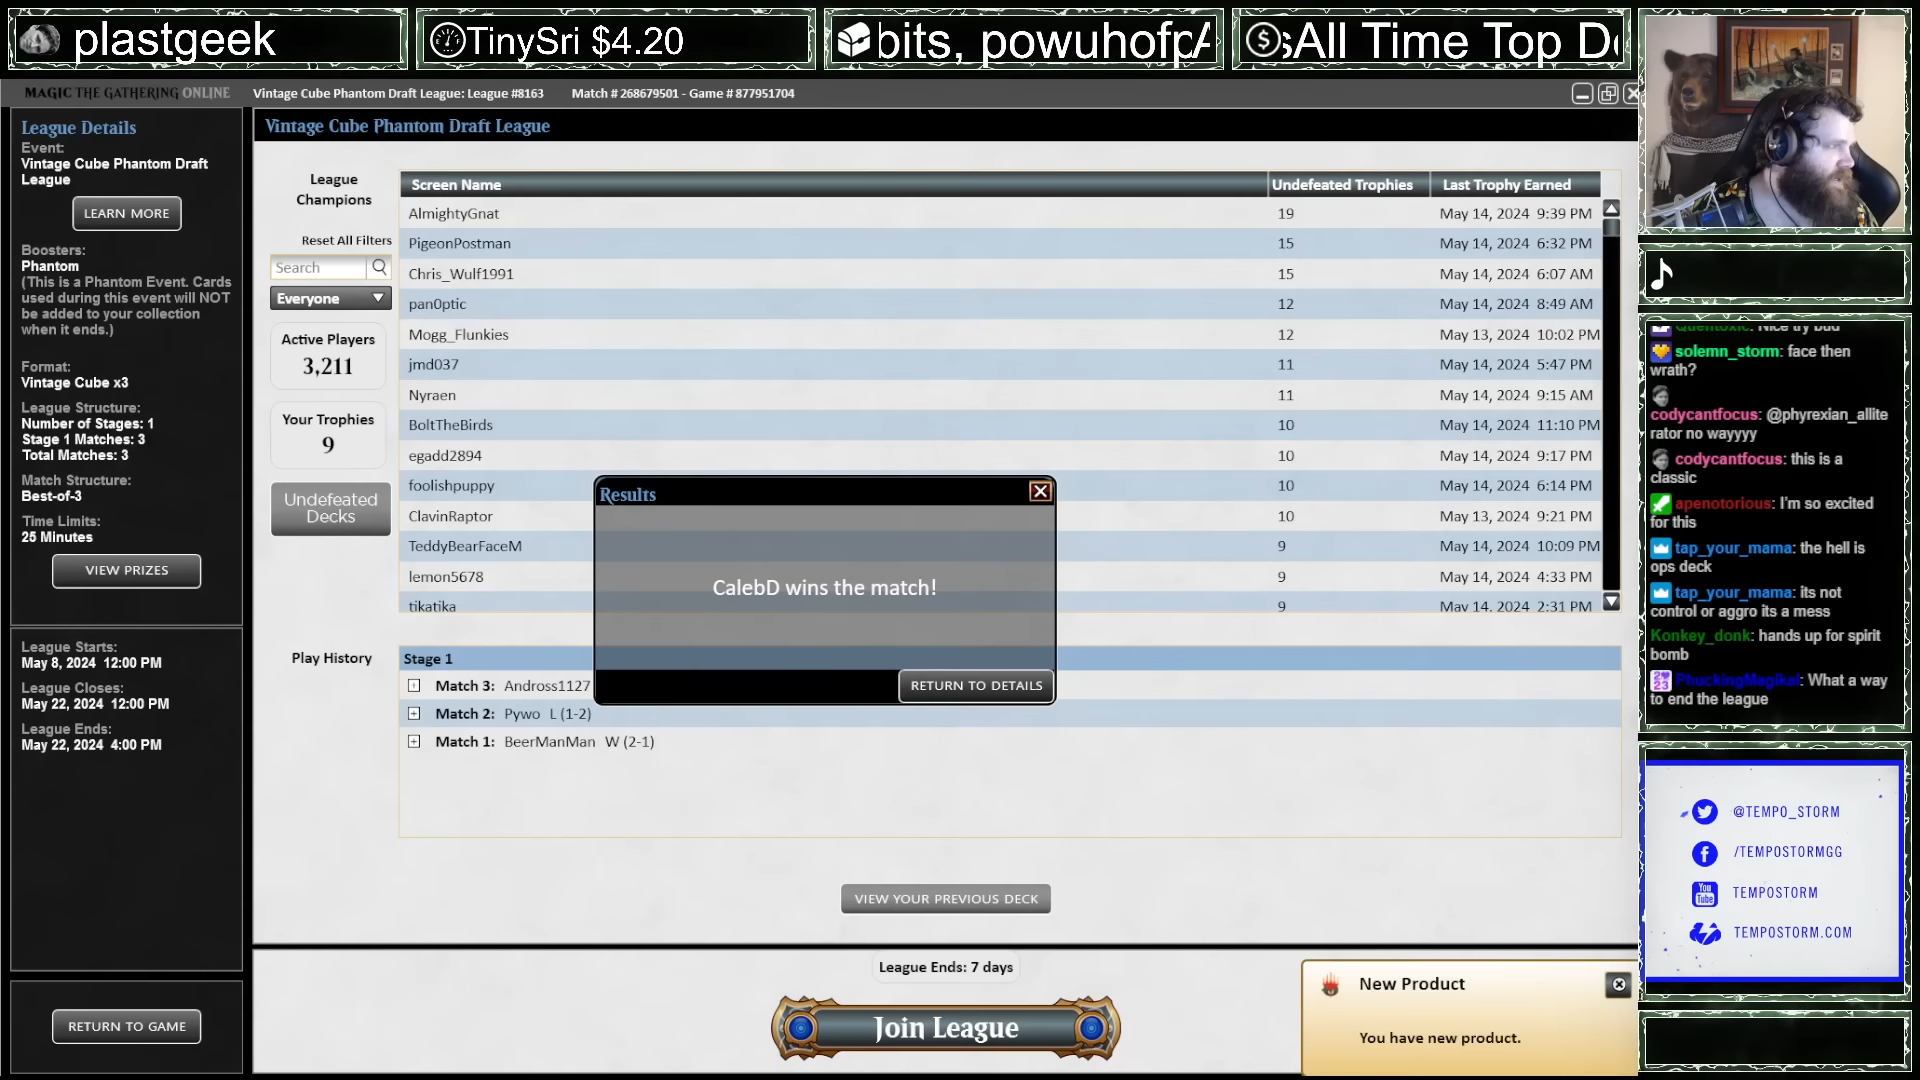 plastgeek
TinySri $4.20
bits, powuhofp
All Time Top D
MAGIC THE GATHERING ONLINE
Vintage Cube Phantom Draft League: League #8163 Match # 268679501 - Game # 877951704
League Details
Event:
Vintage Cube Phantom Draft
League
LEARN MORE
Boosters:
Phantom
(This is a Phantom Event. Cards
used during this event will NOT
be added to your collection
when it ends.)
Format:
Vintage Cube x3
League Structure:
Number of Stages: 1
Stage 1 Matches: 3
Total Matches: 3
Match Structure:
Best-of-3
Time Limits:
25 Minutes
VIEW PRIZES
League Starts:
May 8, 2024 12:00 PM
League Closes:
May 22, 2024 12:00 PM
League Ends:
May 22, 2024 4:00 PM
RETURN TO GAME
Vintage Cube Phantom Draft League
League
Champions
Reset All Filters
Search
Everyone
Active Players
3,211
Your Trophies
9
Undefeated
Decks
Screen Name Undefeated Trophies Last Trophy Earned
AlmightyGnat 19 May 14, 2024 9:39 PM
PigeonPostman 15 May 14, 2024 6:32 PM
Chris_Wulf1991 15 May 14, 2024 6:07 AM
pan0ptic 12 May 14, 2024 8:49 AM
Mogg_Flunkies 12 May 13, 2024 10:02 PM
jmd037 11 May 14, 2024 5:47 PM
Nyraen 11 May 14, 2024 9:15 AM
BoltTheBirds 10 May 14, 2024 11:10 PM
egadd2894 10 May 14, 2024 9:17 PM
foolishpuppy 10 May 14, 2024 6:14 PM
ClavinRaptor 10 May 13, 2024 9:21 PM
TeddyBearFaceM 9 May 14, 2024 10:09 PM
lemon5678 9 May 14, 2024 4:33 PM
tikatika 9 May 14, 2024 2:31 PM
Results
CalebD wins the match!
RETURN TO DETAILS
Play History
Stage 1
Match 3: Andross1127
Match 2: Pywo L (1-2)
Match 1: BeerManMan W (2-1)
VIEW YOUR PREVIOUS DECK
League Ends: 7 days
Join League
New Product
You have new product.
Quentoxic: Nice try bud
solemn_storm: face then
wrath?
codycantfocus: @phyrexian_allite
rator no wayyyy
codycantfocus: this is a
classic
apenotorious: I'm so excited
for this
tap_your_mama: the hell is
ops deck
tap_your_mama: its not
control or aggro its a mess
Konkey_donk: hands up for spirit
bomb
PhuckingMagikal: What a way
to end the league
@TEMPO_STORM
/TEMPOSTORMGG
You
Tube
TEMPOSTORM
TEMPOSTORM.COM